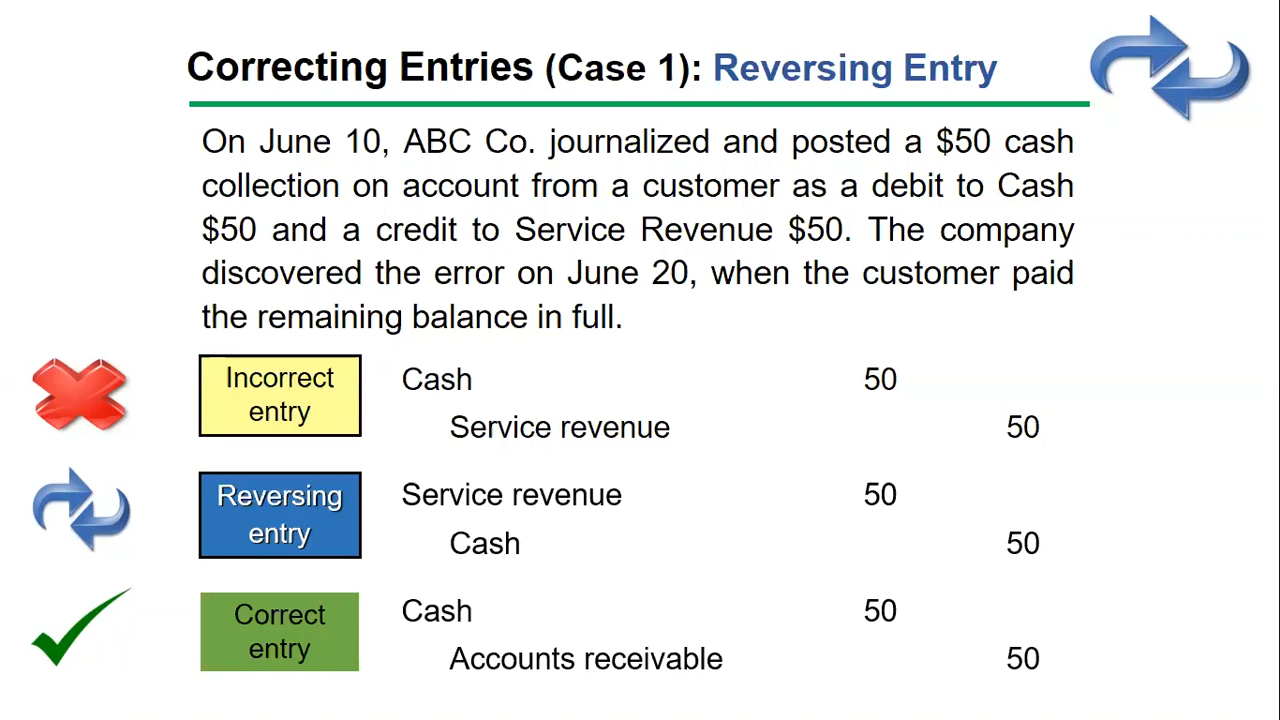 Correcting Entries (Case 1): Reversing Entry
On June 10, ABC Co. journalized and posted a $50 cash
collection on account from a customer as a debit to Cash
$50 and a credit to Service Revenue $50. The company
discovered the error on June 20, when the customer paid
the remaining balance in full.
Incorrect
entry
Cash 50
Service revenue 50
Reversing
entry
Service revenue 50
Cash 50
Correct
entry
Cash 50
Accounts receivable 50